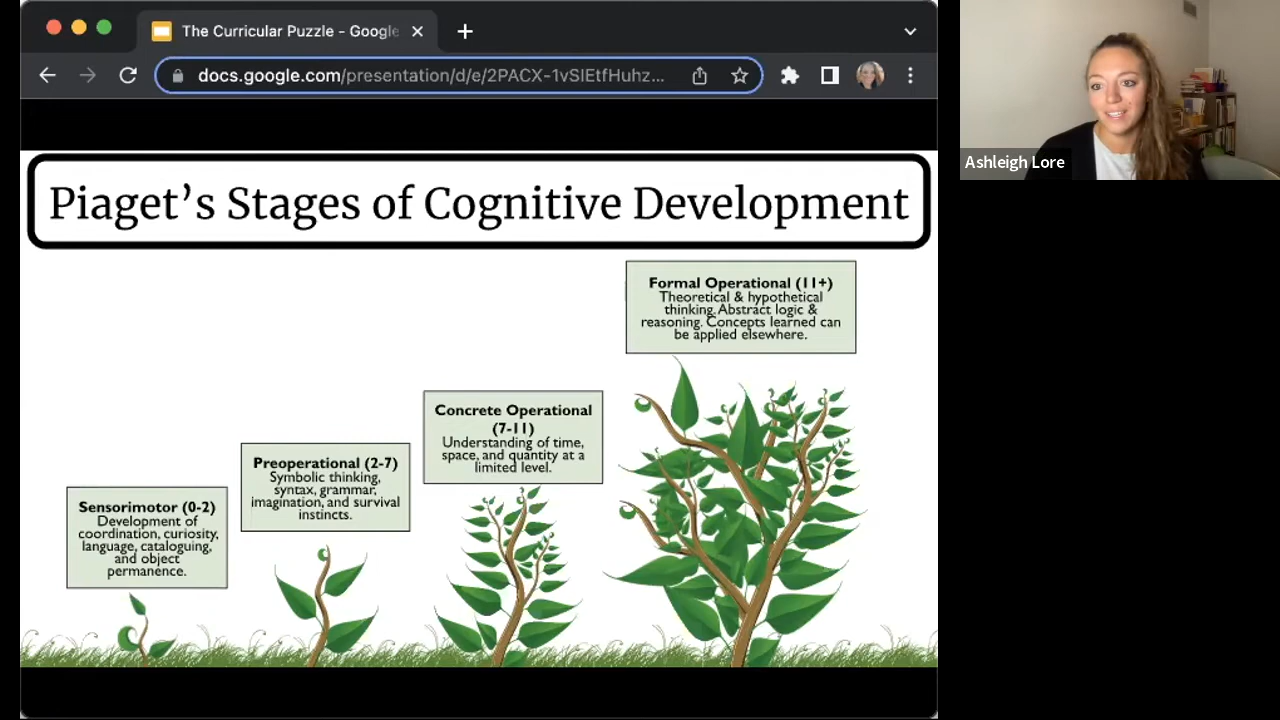 The Curricular Puzzle - Google
docs.google.com/presentation/d/e/2PACX-1vSlEtfHuhz...
Ashleigh Lore
Piaget's Stages of Cognitive Development
Formal Operational (11+)
Theoretical & hypothetical
thinking. Abstract logic &
reasoning. Concepts learned can
be applied elsewhere.
Concrete Operational
(7-11)
Understanding of time,
space, and quantity at a
limited level.
Preoperational (2-7)
Symbolic thinking,
syntax, grammar,
imagination, and survival
instincts.
Sensorimotor (0-2)
Development of
coordination, curiosity,
language, cataloguing,
and object
permanence.